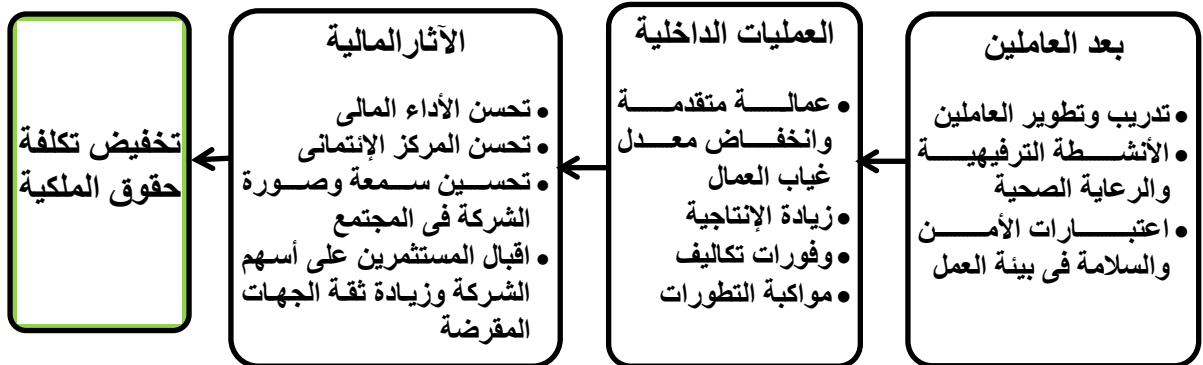 بعد العاملين
• تدريب وتطوير العاملين
• الأنشطة الترفيهية
والرعاية الصحية
• اعتبارات الأمن
والسلامة فى بيئة العمل
العمليات الداخلية
• عمالة متقدمة
وانخفاض معدل
غياب العمال
• زيادة الإنتاجية
• وفورات تكاليف
• مواكبة التطورات
الآثارالمالية
• تحسن الأداء المالى
• تحسن المركز الإئتمانى
• تحسين سمعة وصورة
الشركة فى المجتمع
• اقبال المستثمرين على أسهم
الشركة وزيادة ثقة الجهات
المقرضة
تخفيض تكلفة
حقوق الملكية